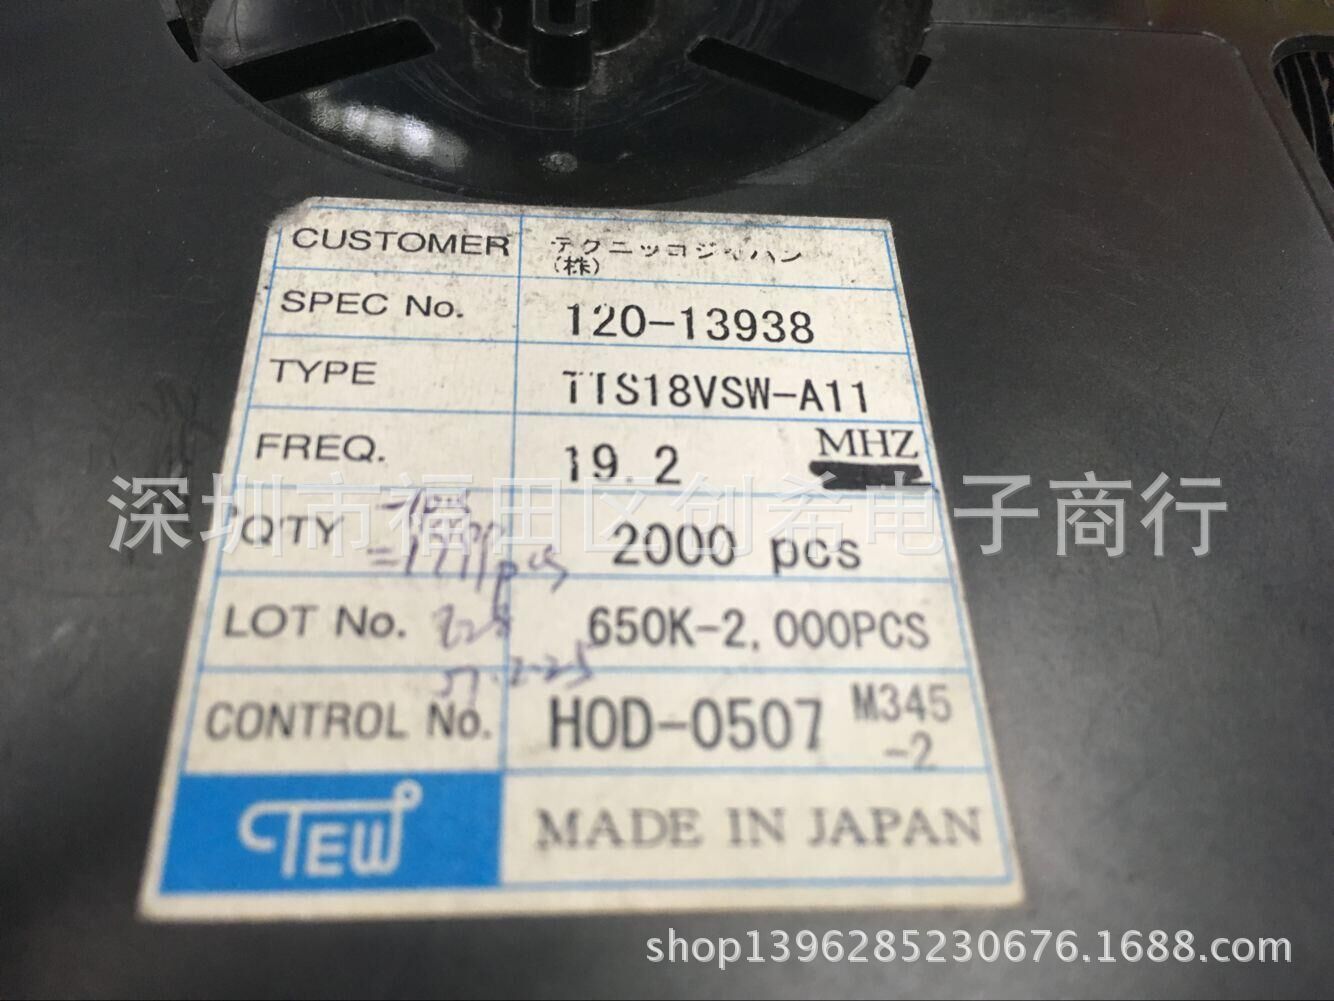 CUSTOMER テクニッコジャパン
(株)
SPEC No. 120-13938
TYPE TTS18VSW-A11
FREQ. 19.2 MHZ
深圳市福田区创希电子商行
Q'TY 2000 pcs
LOT No. 650K-2,000PCS
CONTROL No. HOD-0507 M345
-2
TEW MADE IN JAPAN
shop1396285230676.1688.com